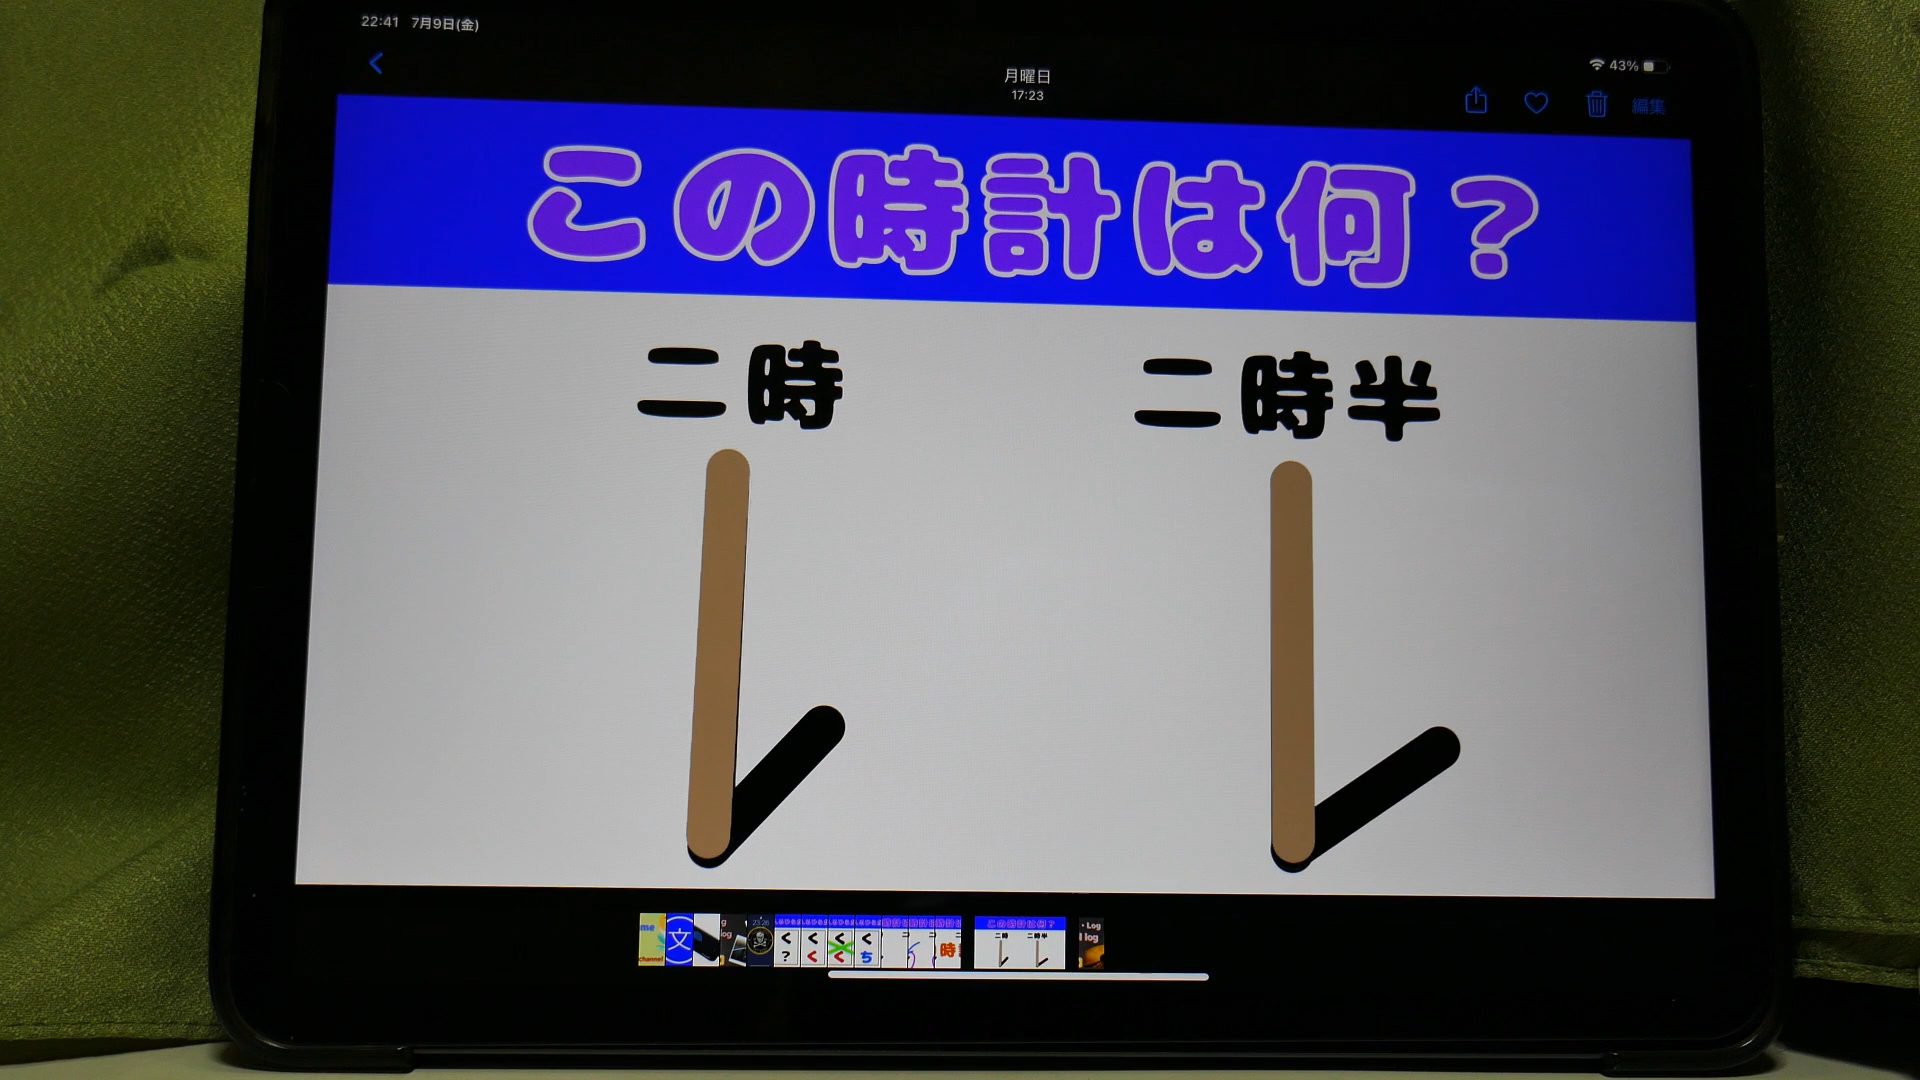 22:41 7月9日(金)
月曜日
17:23
43%
編集
この時計は何？
二時
二時半